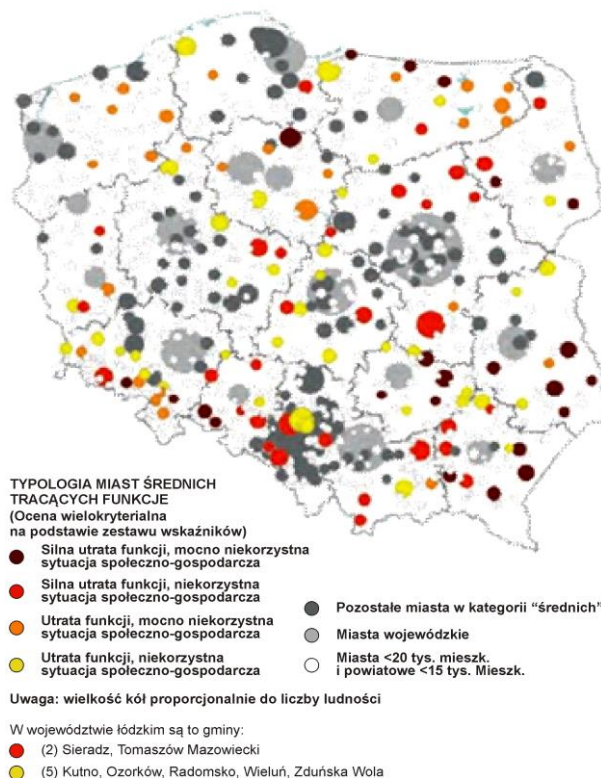 TYPOLOGIA MIAST ŚREDNICH
TRACĄCYCH FUNKCJE
(Ocena wielokryterialna
na podstawie zestawu wskaźników)
Silna utrata funkcji, mocno niekorzystna
sytuacja społeczno-gospodarcza
Silna utrata funkcji, niekorzystna
sytuacja społeczno-gospodarcza
Utrata funkcji, mocno niekorzystna
sytuacja społeczno-gospodarcza
Utrata funkcji, niekorzystna
sytuacja społeczno-gospodarcza
Pozostałe miasta w kategorii "średnich"
Miasta wojewódzkie
Miasta <20 tys. mieszk.
i powiatowe <15 tys. Mieszk.
Uwaga: wielkość kół proporcjonalnie do liczby ludności
W województwie łódzkim są to gminy:
(2) Sieradz, Tomaszów Mazowiecki
(5) Kutno, Ozorków, Radomsko, Wieluń, Zduńska Wola